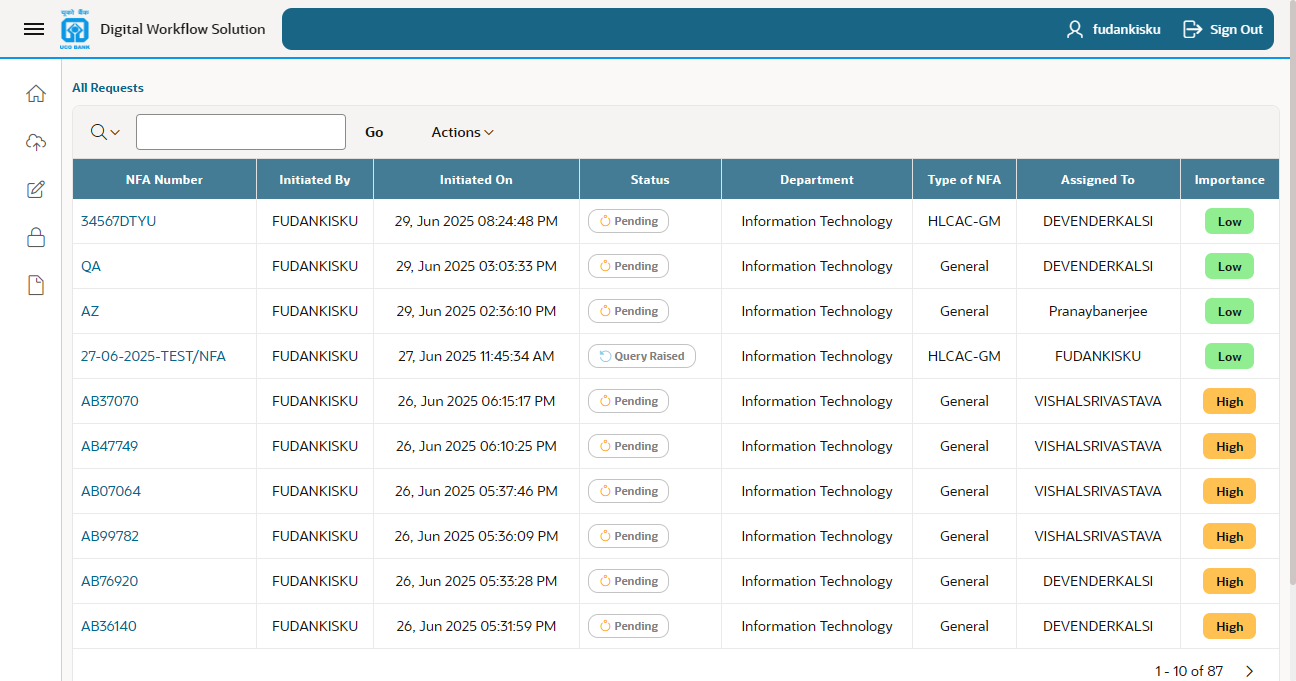 यूको बैंक
UCO BANK
Digital Workflow Solution
fudankisku
Sign Out
All Requests
Go
Actions
NFA Number Initiated By Initiated On Status Department Type of NFA Assigned To Importance
34567DTYU FUDANKISKU 29, Jun 2025 08:24:48 PM Pending Information Technology HLCAC-GM DEVENDERKALSI Low
QA FUDANKISKU 29, Jun 2025 03:03:33 PM Pending Information Technology General DEVENDERKALSI Low
AZ FUDANKISKU 29, Jun 2025 02:36:10 PM Pending Information Technology General Pranaybanerjee Low
27-06-2025-TEST/NFA FUDANKISKU 27, Jun 2025 11:45:34 AM Query Raised Information Technology HLCAC-GM FUDANKISKU Low
AB37070 FUDANKISKU 26, Jun 2025 06:15:17 PM Pending Information Technology General VISHALSRIVASTAVA High
AB47749 FUDANKISKU 26, Jun 2025 06:10:25 PM Pending Information Technology General VISHALSRIVASTAVA High
AB07064 FUDANKISKU 26, Jun 2025 05:37:46 PM Pending Information Technology General VISHALSRIVASTAVA High
AB99782 FUDANKISKU 26, Jun 2025 05:36:09 PM Pending Information Technology General VISHALSRIVASTAVA High
AB76920 FUDANKISKU 26, Jun 2025 05:33:28 PM Pending Information Technology General DEVENDERKALSI High
AB36140 FUDANKISKU 26, Jun 2025 05:31:59 PM Pending Information Technology General DEVENDERKALSI High
1 - 10 of 87